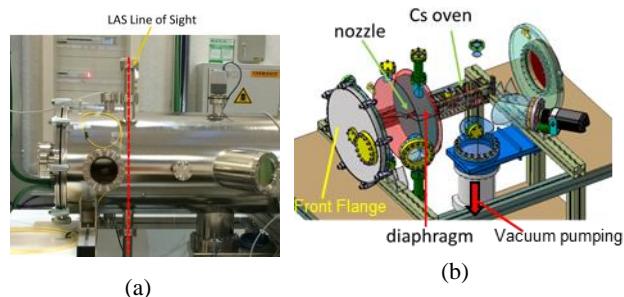 LAS Line of Sight
Cs oven
nozzle
Front Flange
diaphragm
Vacuum pumping
(a)
(b)